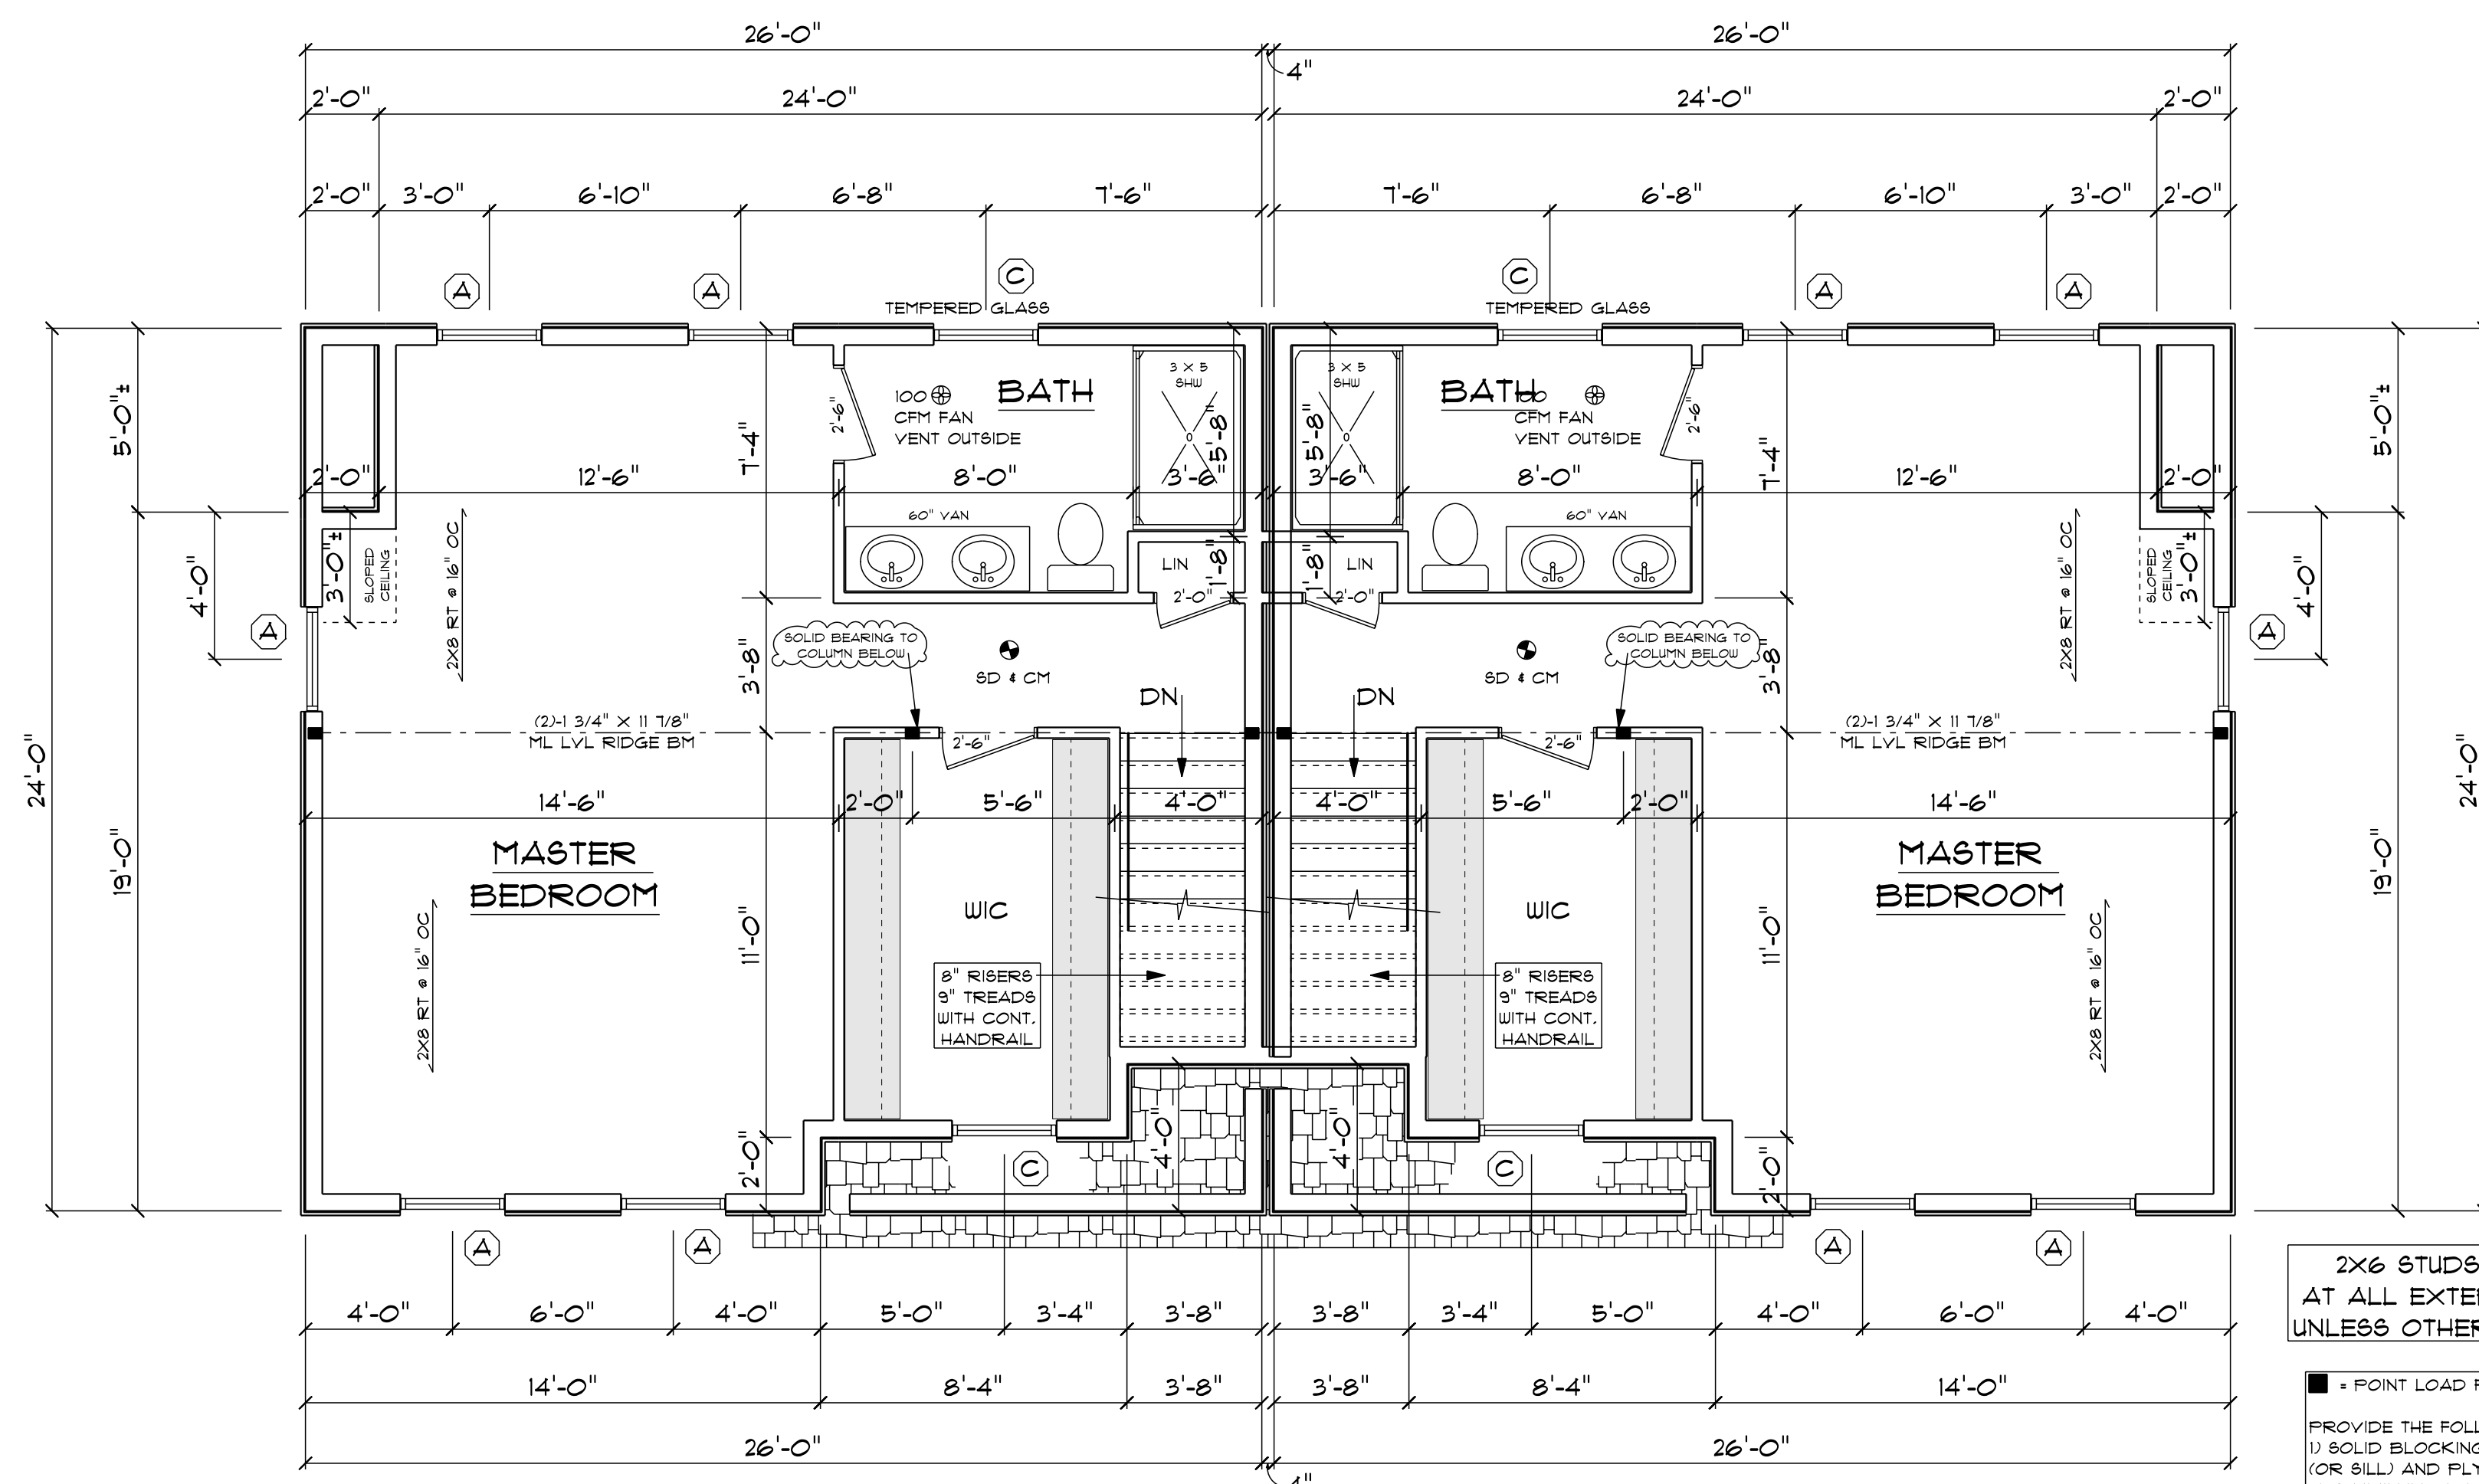 26'-0" 26'-0"
4"
2'-0" 24'-0" 24'-0" 2'-0"
2'-0" 3'-0" 6'-10" 6'-8" 7'-6" 7'-6" 6'-8" 6'-10" 3'-0" 2'-0"
A A C C A A
TEMPERED GLASS TEMPERED GLASS
5'-0"± 5'-0"±
3 X 5 3 X 5
SHW SHW
100 BATH BATH 100
CFM FAN CFM FAN
VENT OUTSIDE VENT OUTSIDE
2'-6" 2'-6"
7'-4" 5'-8" 5'-8" 7'-4"
2'-0" 12'-6" 8'-0" 3'-6" 3'-6" 8'-0" 12'-6" 2'-0"
60" VAN 60" VAN
4'-0" 3'-0"± 3'-0"± 4'-0"
SLOPED SLOPED
CEILING CEILING
2X8 RT @ 16" OC 2X8 RT @ 16" OC
LIN 1'-8" 1'-8" LIN
2'-0" 2'-0"
A A
SOLID BEARING TO SOLID BEARING TO
COLUMN BELOW COLUMN BELOW
3'-8" 3'-8"
SD & CM SD & CM
DN DN
(2)-1 3/4" X 11 7/8" (2)-1 3/4" X 11 7/8"
ML LVL RIDGE BM ML LVL RIDGE BM
2'-6" 2'-6"
24'-0" 24'-0"
14'-6" 2'-0" 5'-6" 4'-0" 4'-0" 5'-6" 2'-0" 14'-6"
19'-0" 19'-0"
MASTER MASTER
BEDROOM BEDROOM
WIC WIC
11'-0" 11'-0"
2X8 RT @ 16" OC 2X8 RT @ 16" OC
8" RISERS 8" RISERS
9" TREADS 9" TREADS
WITH CONT. WITH CONT.
HANDRAIL HANDRAIL
2'-0" 4'-0" 4'-0" 2'-0"
C C
A A A A
2X6 STUDS
AT ALL
UNLESS
4'-0" 6'-0" 4'-0" 5'-0" 3'-4" 3'-8" 3'-8" 3'-4" 5'-0" 4'-0" 6'-0" 4'-0"
14'-0" 8'-4" 3'-8" 3'-8" 8'-4" 14'-0"
= POINT LOAD
PROVIDE THE
1) SOLID BLOCKING
(OR SILL) AND
26'-0" 26'-0"
4"